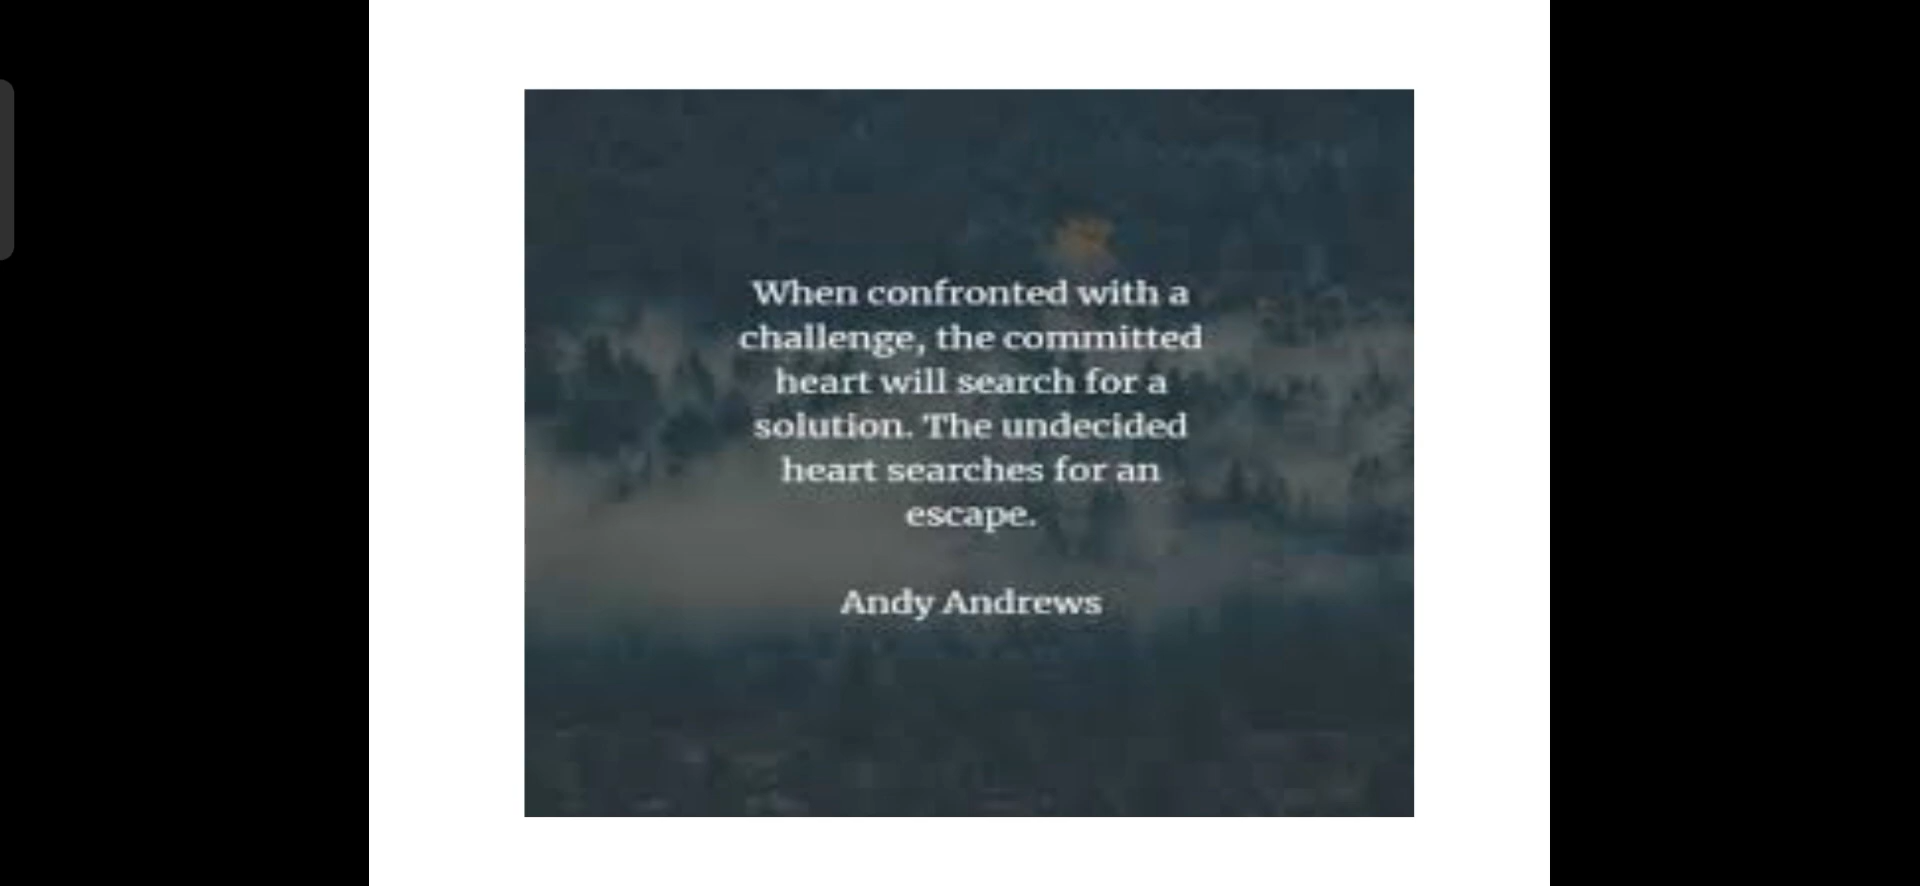 When confronted with a
challenge, the committed
heart will search for a
solution. The undecided
heart searches for an
escape.
Andy Andrews